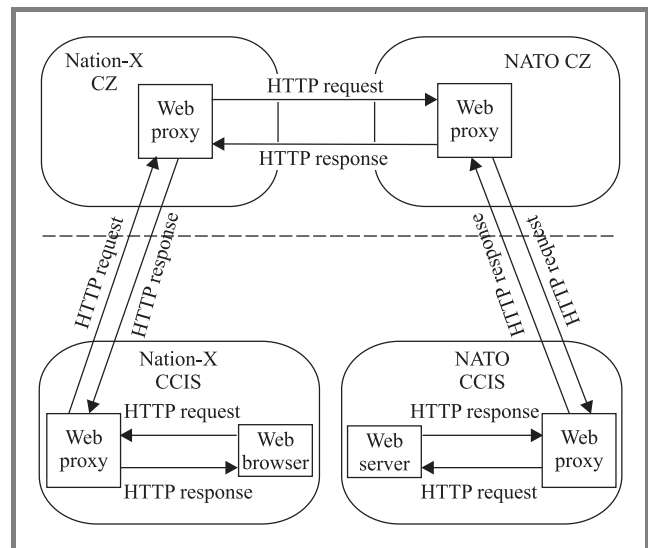 Nation-X
CZ
NATO CZ
HTTP request
Web
proxy
Web
proxy
HTTP response
HTTP request
HTTP response
HTTP response
HTTP request
Nation-X
CCIS
NATO
CCIS
HTTP request
HTTP response
Web
proxy
Web
browser
Web
server
Web
proxy
HTTP response
HTTP request